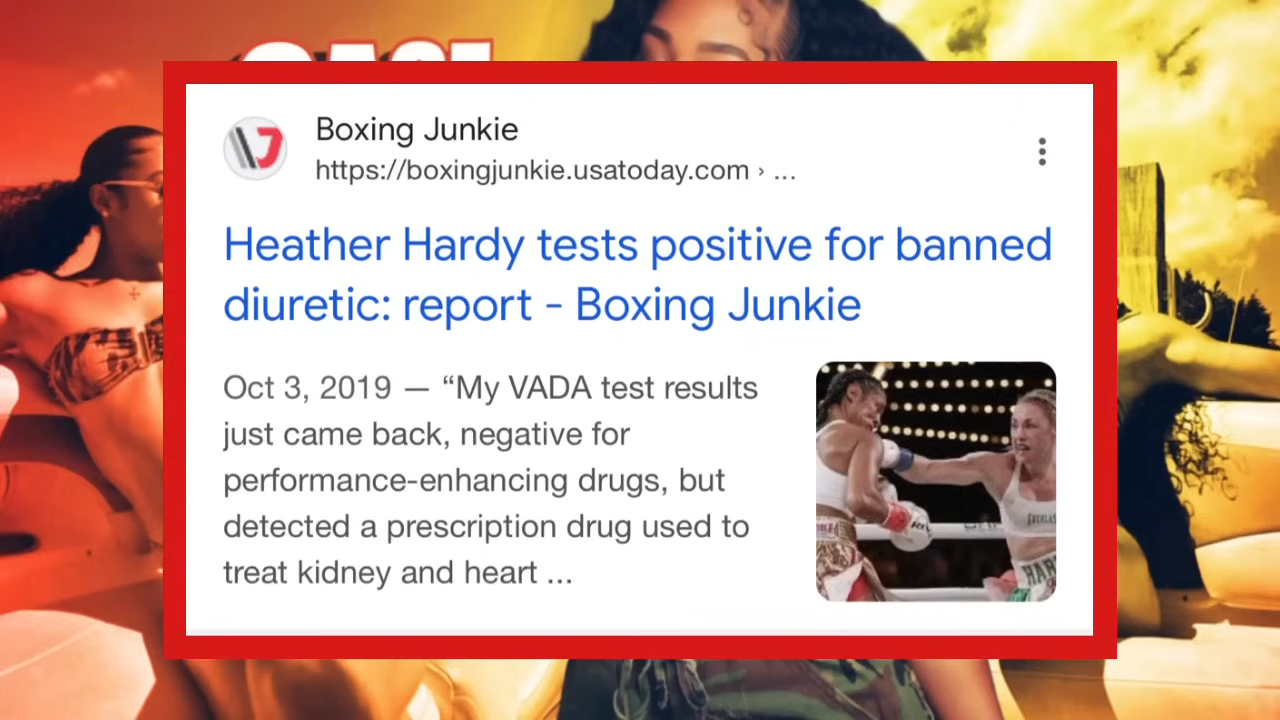 Boxing Junkie
https://boxingjunkie.usatoday.com › ...
Heather Hardy tests positive for banned
diuretic: report - Boxing Junkie
Oct 3, 2019 — “My VADA test results
just came back, negative for
performance-enhancing drugs, but
detected a prescription drug used to
treat kidney and heart ...